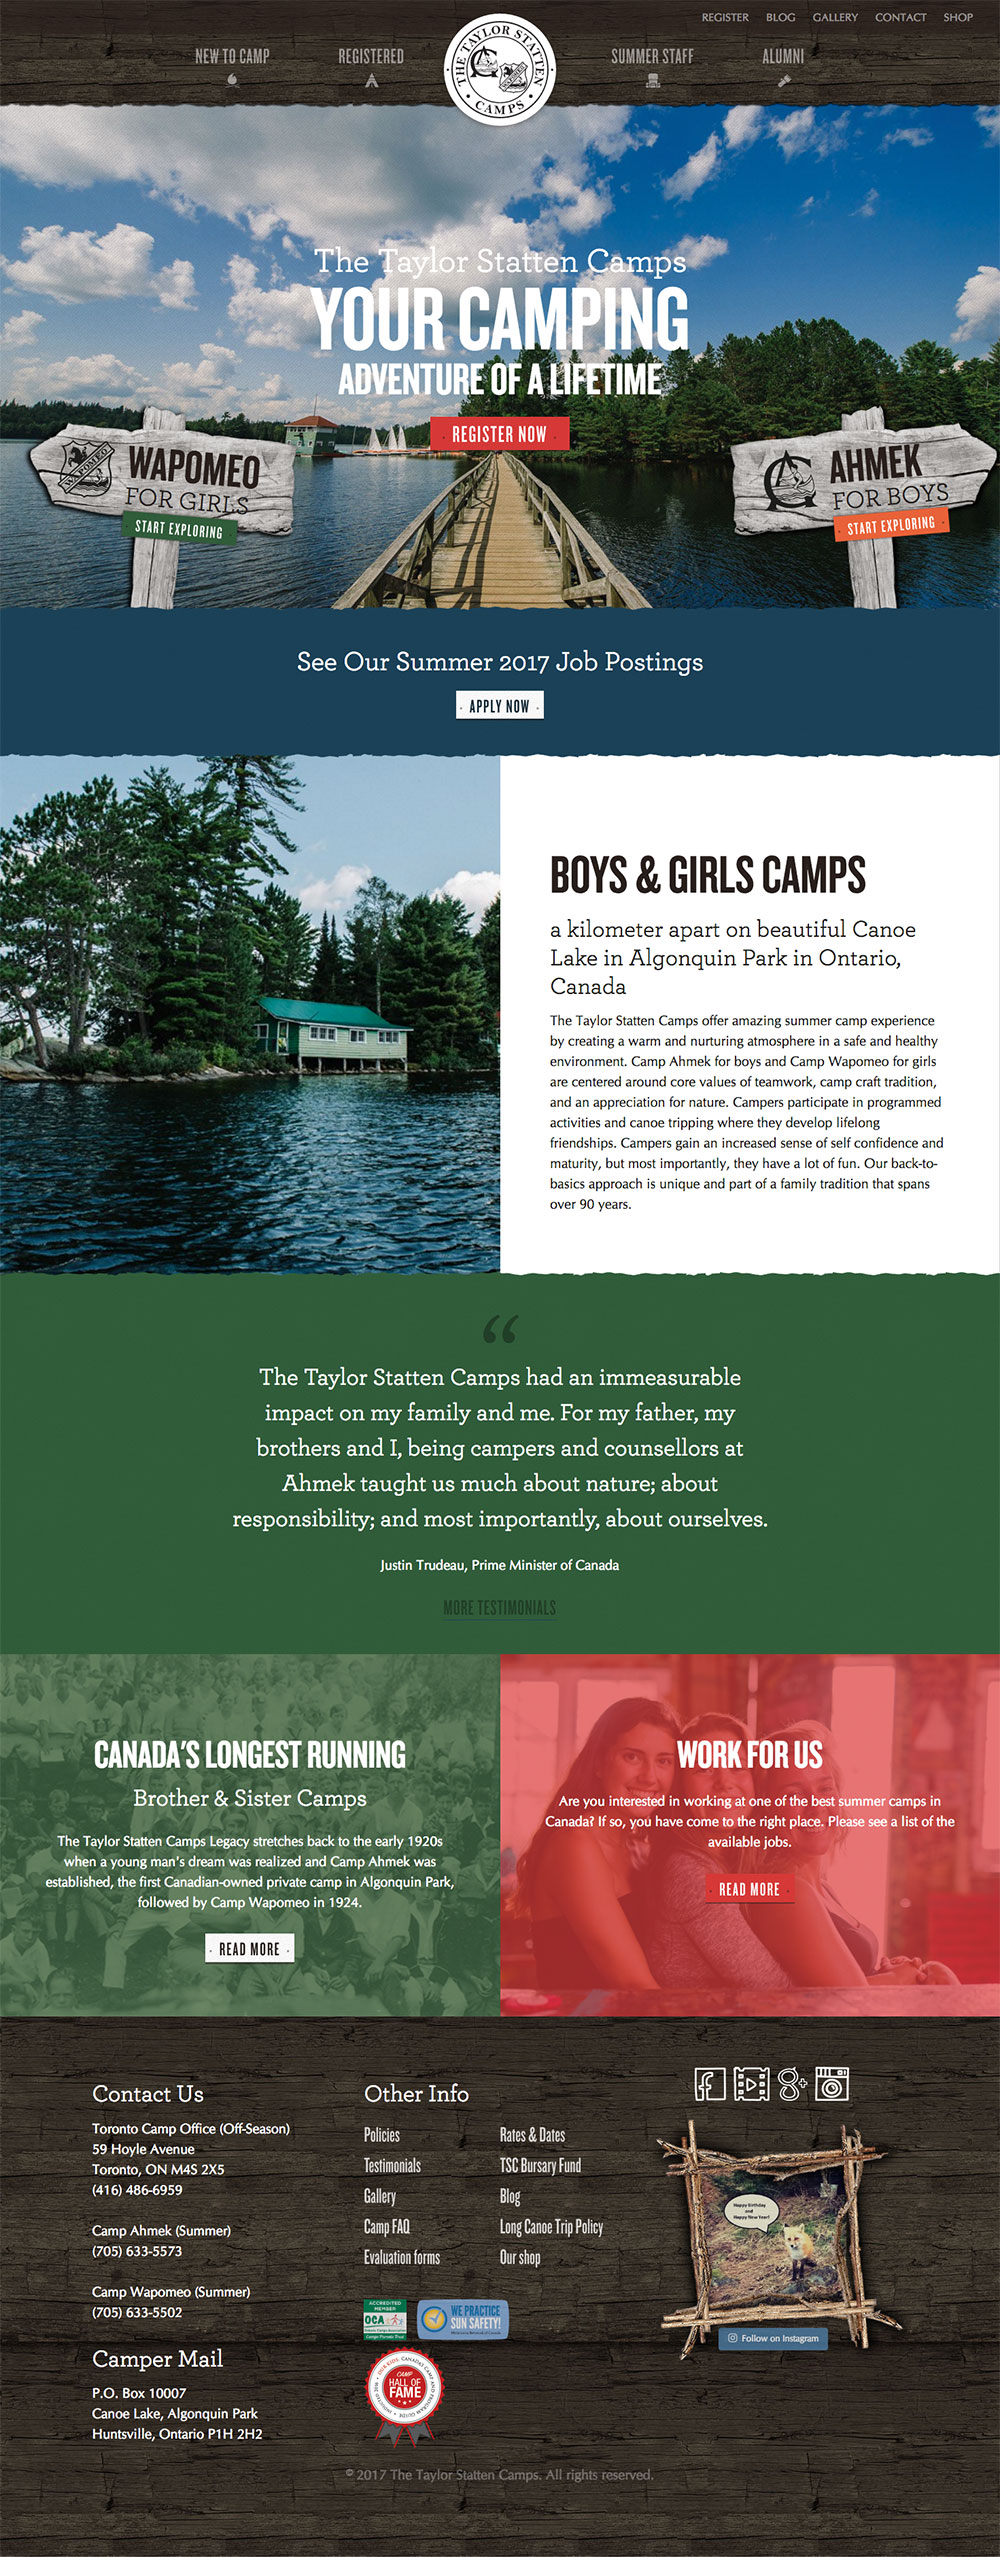 REGISTER BLOG GALLERY CONTACT SHOP
NEW TO CAMP REGISTERED SUMMER STAFF ALUMNI
THE TAYLOR STATTEN
CAMPS
The Taylor Statten Camps
YOUR CAMPING
ADVENTURE OF A LIFETIME
REGISTER NOW
WAPOMEO
FOR GIRLS
START EXPLORING
AHMEK
FOR BOYS
START EXPLORING
See Our Summer 2017 Job Postings
APPLY NOW
BOYS & GIRLS CAMPS
a kilometer apart on beautiful Canoe
Lake in Algonquin Park in Ontario,
Canada
The Taylor Statten Camps offer amazing summer camp experience
by creating a warm and nurturing atmosphere in a safe and healthy
environment. Camp Ahmek for boys and Camp Wapomeo for girls
are centered around core values of teamwork, camp craft tradition,
and an appreciation for nature. Campers participate in programmed
activities and canoe tripping where they develop lifelong
friendships. Campers gain an increased sense of self confidence and
maturity, but most importantly, they have a lot of fun. Our back-to-
basics approach is unique and part of a family tradition that spans
over 90 years.
“
The Taylor Statten Camps had an immeasurable
impact on my family and me. For my father, my
brothers and I, being campers and counsellors at
Ahmek taught us much about nature; about
responsibility; and most importantly, about ourselves.
Justin Trudeau, Prime Minister of Canada
MORE TESTIMONIALS
CANADA'S LONGEST RUNNING
Brother & Sister Camps
The Taylor Statten Camps Legacy stretches back to the early 1920s
when a young man's dream was realized and Camp Ahmek was
established, the first Canadian-owned private camp in Algonquin Park,
followed by Camp Wapomeo in 1924.
READ MORE
WORK FOR US
Are you interested in working at one of the best summer camps in
Canada? If so, you have come to the right place. Please see a list of the
available jobs.
READ MORE
Contact Us
Toronto Camp Office (Off-Season)
59 Hoyle Avenue
Toronto, ON M4S 2X5
(416) 486-6959
Camp Ahmek (Summer)
(705) 633-5573
Camp Wapomeo (Summer)
(705) 633-5502
Camper Mail
P.O. Box 10007
Canoe Lake, Algonquin Park
Huntsville, Ontario P1H 2H2
Other Info
Policies
Testimonials
Gallery
Camp FAQ
Evaluation forms
Rates & Dates
TSC Bursary Fund
Blog
Long Canoe Trip Policy
Our shop
ACCREDITED
MEMBER
OCA
WE PRACTICE
SUN SAFETY!
CAMP
HALL OF
FAME
Happy Birthday
and
Happy New Year!
Follow on Instagram
© 2017 The Taylor Statten Camps. All rights reserved.